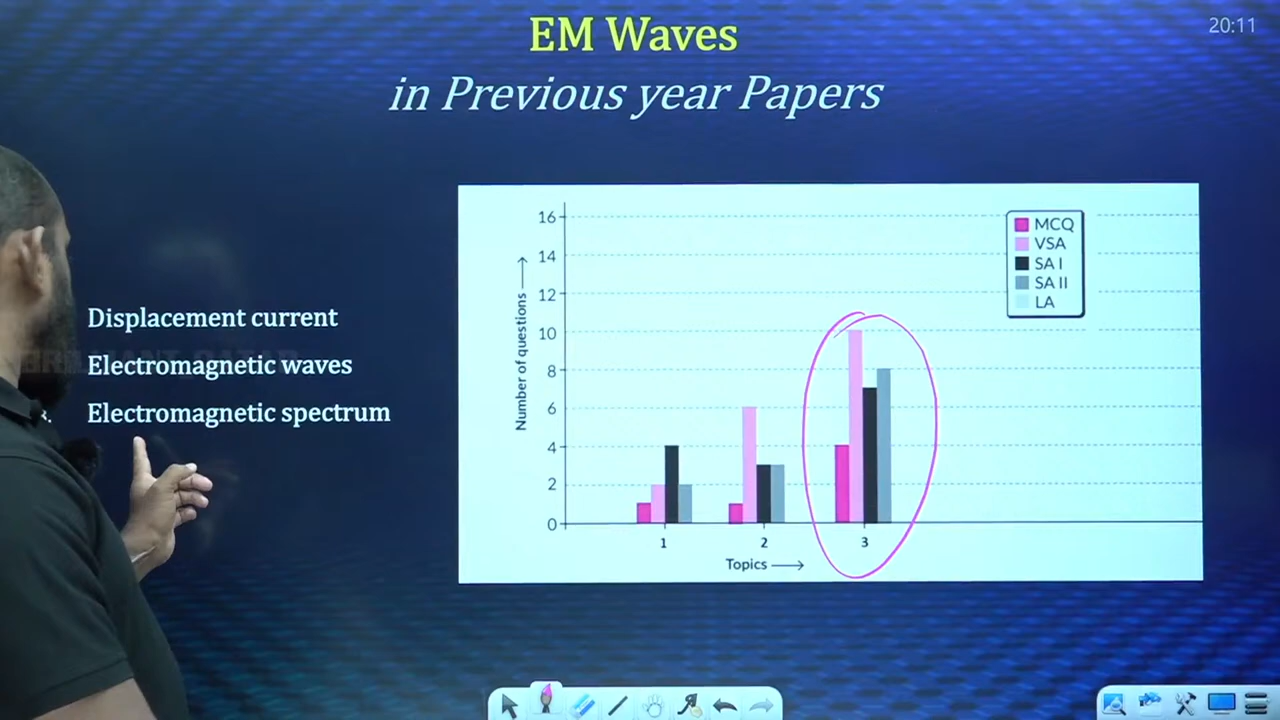 EM Waves
20:11
in Previous year Papers
Displacement current
Electromagnetic waves
Electromagnetic spectrum
Number of questions
16
14
12
10
8
6
4
2
0
1
2
3
Topics
MCQ
VSA
SA I
SA II
LA